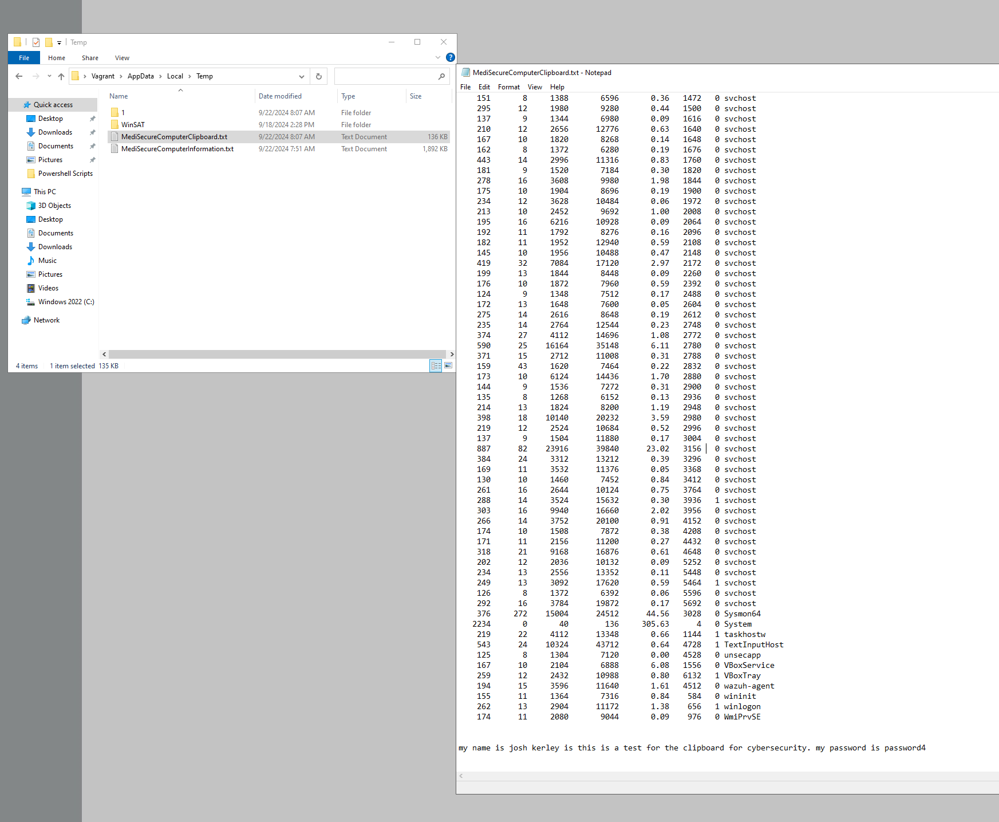 Temp
File Home Share View
Vagrant > AppData > Local > Temp
Name Date modified Type Size
1 9/22/2024 8:07 AM File folder
WinSAT 9/18/2024 2:28 PM File folder
MediSecureComputerClipboard.txt 9/22/2024 8:07 AM Text Document 136 KB
MediSecureComputerInformation.txt 9/22/2024 7:51 AM Text Document 1,892 KB
Quick access
Desktop
Downloads
Documents
Pictures
Powershell Scripts
This PC
3D Objects
Desktop
Documents
Downloads
Music
Pictures
Videos
Windows 2022 (C:)
Network
4 items 1 item selected 135 KB
MediSecureComputerClipboard.txt - Notepad
File Edit Format View Help
151 8 1388 6596 0.36 1472 0 svchost
295 12 1980 9280 0.44 1500 0 svchost
137 9 1344 6980 0.09 1616 0 svchost
210 12 2656 12776 0.63 1640 0 svchost
167 10 1820 8268 0.14 1648 0 svchost
162 8 1372 6280 0.19 1676 0 svchost
443 14 2996 11316 0.83 1760 0 svchost
181 9 1520 7184 0.30 1820 0 svchost
278 16 3608 9980 1.98 1844 0 svchost
175 10 1904 8696 0.19 1900 0 svchost
234 12 3628 10484 0.06 1972 0 svchost
213 10 2452 9692 1.00 2008 0 svchost
195 16 6216 10928 0.09 2064 0 svchost
192 11 1792 8276 0.16 2096 0 svchost
182 11 1952 12940 0.59 2108 0 svchost
145 10 1956 10488 0.47 2148 0 svchost
419 32 7084 17120 2.97 2172 0 svchost
199 13 1844 8448 0.09 2260 0 svchost
176 10 1872 7960 0.59 2392 0 svchost
124 9 1348 7512 0.17 2488 0 svchost
172 13 1648 7600 0.05 2604 0 svchost
275 14 2616 8648 0.19 2612 0 svchost
235 14 2764 12544 0.23 2748 0 svchost
374 27 4112 14696 1.08 2772 0 svchost
590 25 16164 35148 6.11 2780 0 svchost
371 15 2712 11008 0.31 2788 0 svchost
159 43 1620 7464 0.22 2832 0 svchost
173 10 6124 14436 1.70 2880 0 svchost
144 9 1536 7272 0.31 2900 0 svchost
135 8 1268 6152 0.13 2936 0 svchost
214 13 1824 8200 1.19 2948 0 svchost
398 18 10140 20232 3.59 2980 0 svchost
219 12 2524 10684 0.52 2996 0 svchost
137 9 1504 11880 0.17 3004 0 svchost
887 82 23916 39840 23.02 3156 0 svchost
384 24 3312 13212 0.39 3296 0 svchost
169 11 3532 11376 0.05 3368 0 svchost
130 10 1460 7452 0.84 3412 0 svchost
261 16 2644 10124 0.75 3764 0 svchost
288 14 3524 15632 0.30 3936 1 svchost
303 16 9940 16660 2.02 3956 0 svchost
266 14 3752 20100 0.91 4152 0 svchost
174 10 1508 7872 0.38 4208 0 svchost
171 11 2156 11200 0.27 4432 0 svchost
318 21 9168 16876 0.61 4648 0 svchost
202 12 2036 10132 0.09 5252 0 svchost
234 13 2556 13352 0.11 5448 0 svchost
249 13 3092 17620 0.59 5464 1 svchost
126 8 1372 6392 0.06 5596 0 svchost
292 16 3784 19872 0.17 5692 0 svchost
376 272 15004 24512 44.56 3028 0 Sysmon64
2234 0 40 136 305.63 4 0 System
219 22 4112 13348 0.66 1144 1 taskhostw
543 24 10324 43712 0.64 4728 1 TextInputHost
125 8 1304 7120 0.00 4528 0 unsecapp
167 10 2104 6888 6.08 1556 0 VBoxService
259 12 2432 10988 0.80 6132 1 VBoxTray
194 15 3596 11640 1.61 4512 0 wazuh-agent
155 11 1364 7316 0.84 584 0 wininit
262 13 2904 11172 1.38 656 1 winlogon
174 11 2080 9044 0.09 976 0 WmiPrvSE
my name is josh kerley is this is a test for the clipboard for cybersecurity. my password is password4